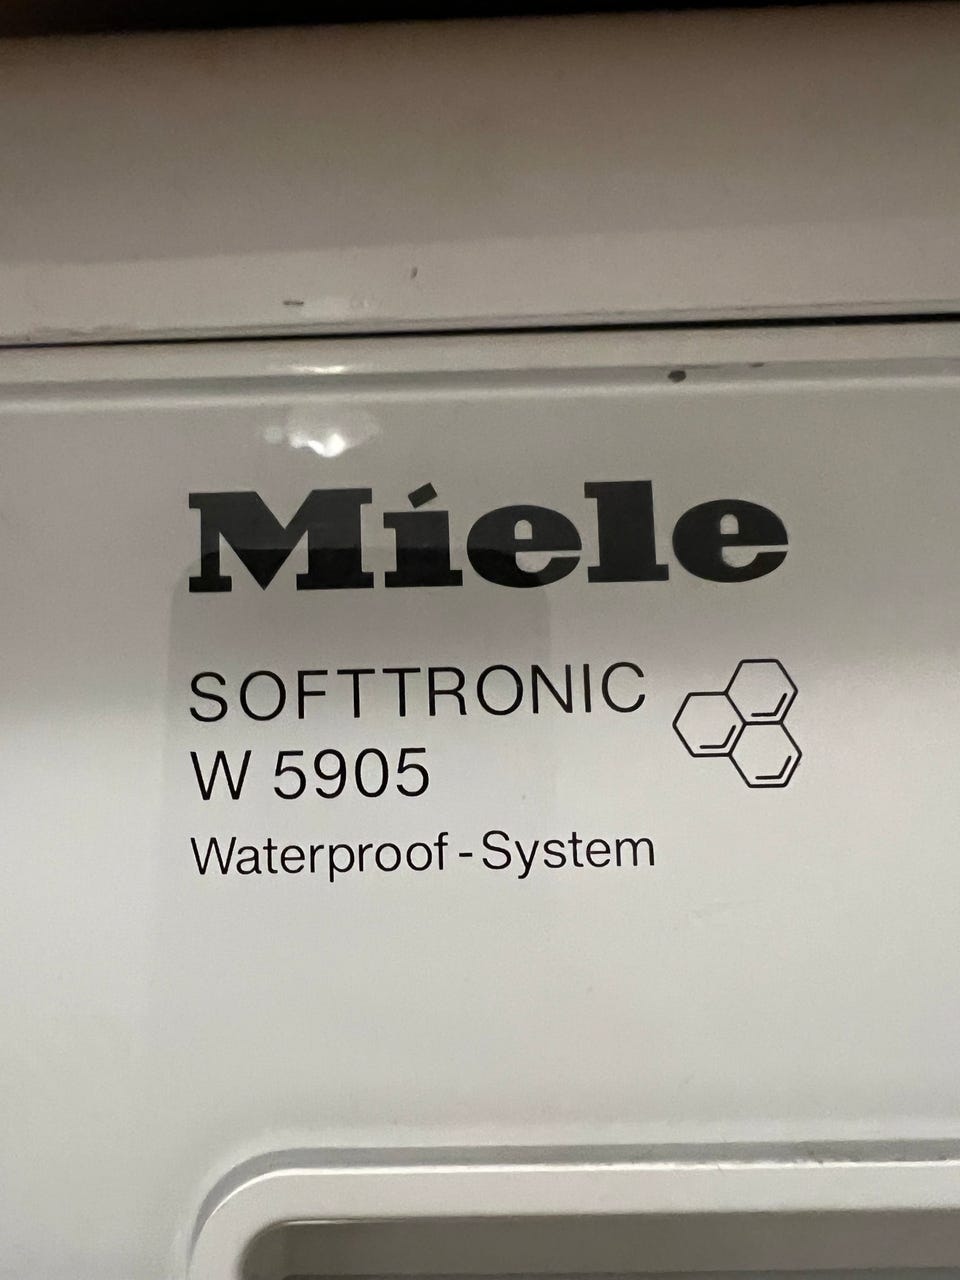 Miele
SOFTTRONIC
W 5905
Waterproof-System